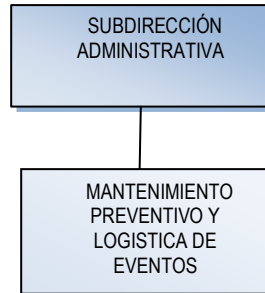 SUBDIRECCIÓN
ADMINISTRATIVA
MANTENIMIENTO
PREVENTIVO Y
LOGISTICA DE
EVENTOS